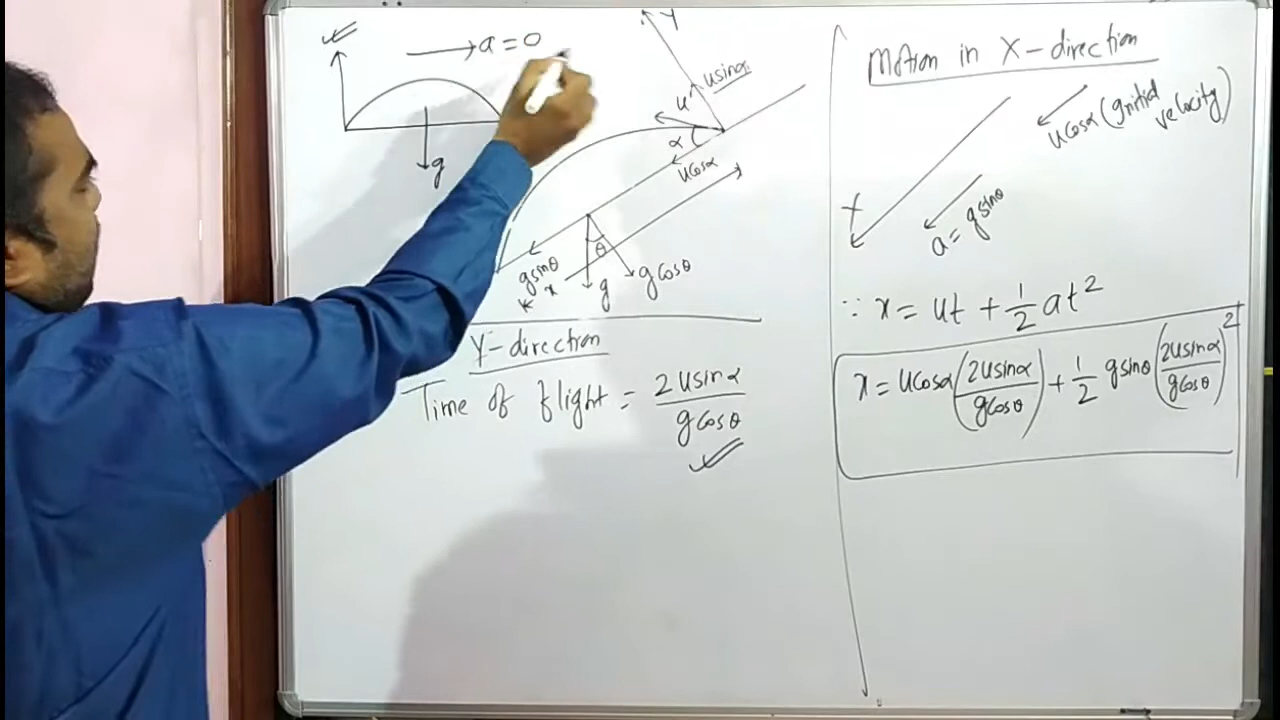 a = 0
g
Y
u
u sinα
α
u cosα
g sinθ
x
θ
g
g cosθ
Y-direction
Time of flight = 2 u sinα / g cosθ
Motion in X-direction
u cosα (Initial velocity)
a = g sinθ
∵ x = ut + 1/2 at²
x = u cosα (2u sinα / g cosθ) + 1/2 g sinθ (2u sinα / g cosθ)²